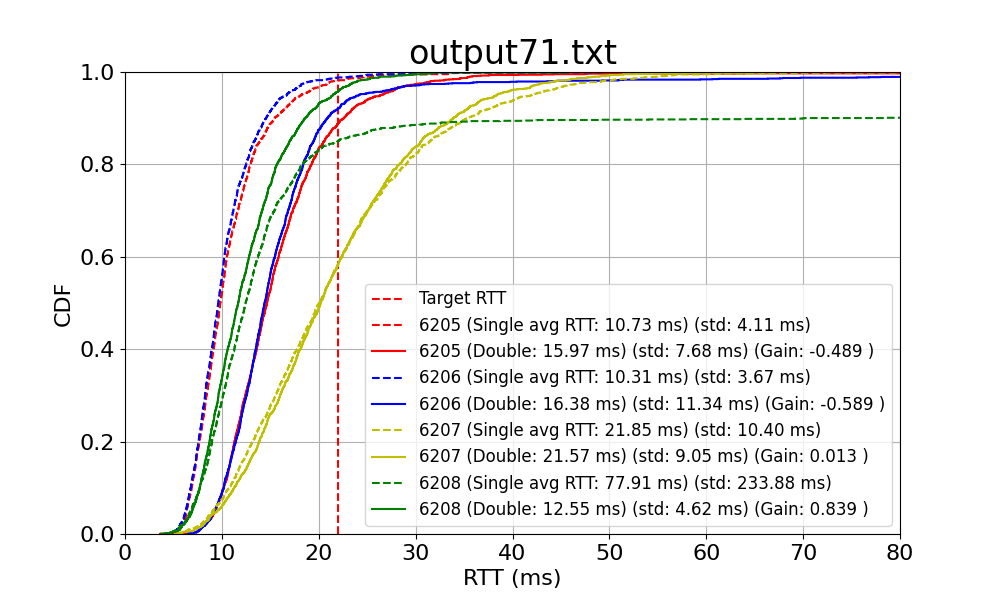 output71.txt
1.0
0.8
0.6
0.4
0.2
0.0
CDF
Target RTT
6205 (Single avg RTT: 10.73 ms) (std: 4.11 ms)
6205 (Double: 15.97 ms) (std: 7.68 ms) (Gain: -0.489 )
6206 (Single avg RTT: 10.31 ms) (std: 3.67 ms)
6206 (Double: 16.38 ms) (std: 11.34 ms) (Gain: -0.589 )
6207 (Single avg RTT: 21.85 ms) (std: 10.40 ms)
6207 (Double: 21.57 ms) (std: 9.05 ms) (Gain: 0.013 )
6208 (Single avg RTT: 77.91 ms) (std: 233.88 ms)
6208 (Double: 12.55 ms) (std: 4.62 ms) (Gain: 0.839 )
0 10 20 30 40 50 60 70 80
RTT (ms)